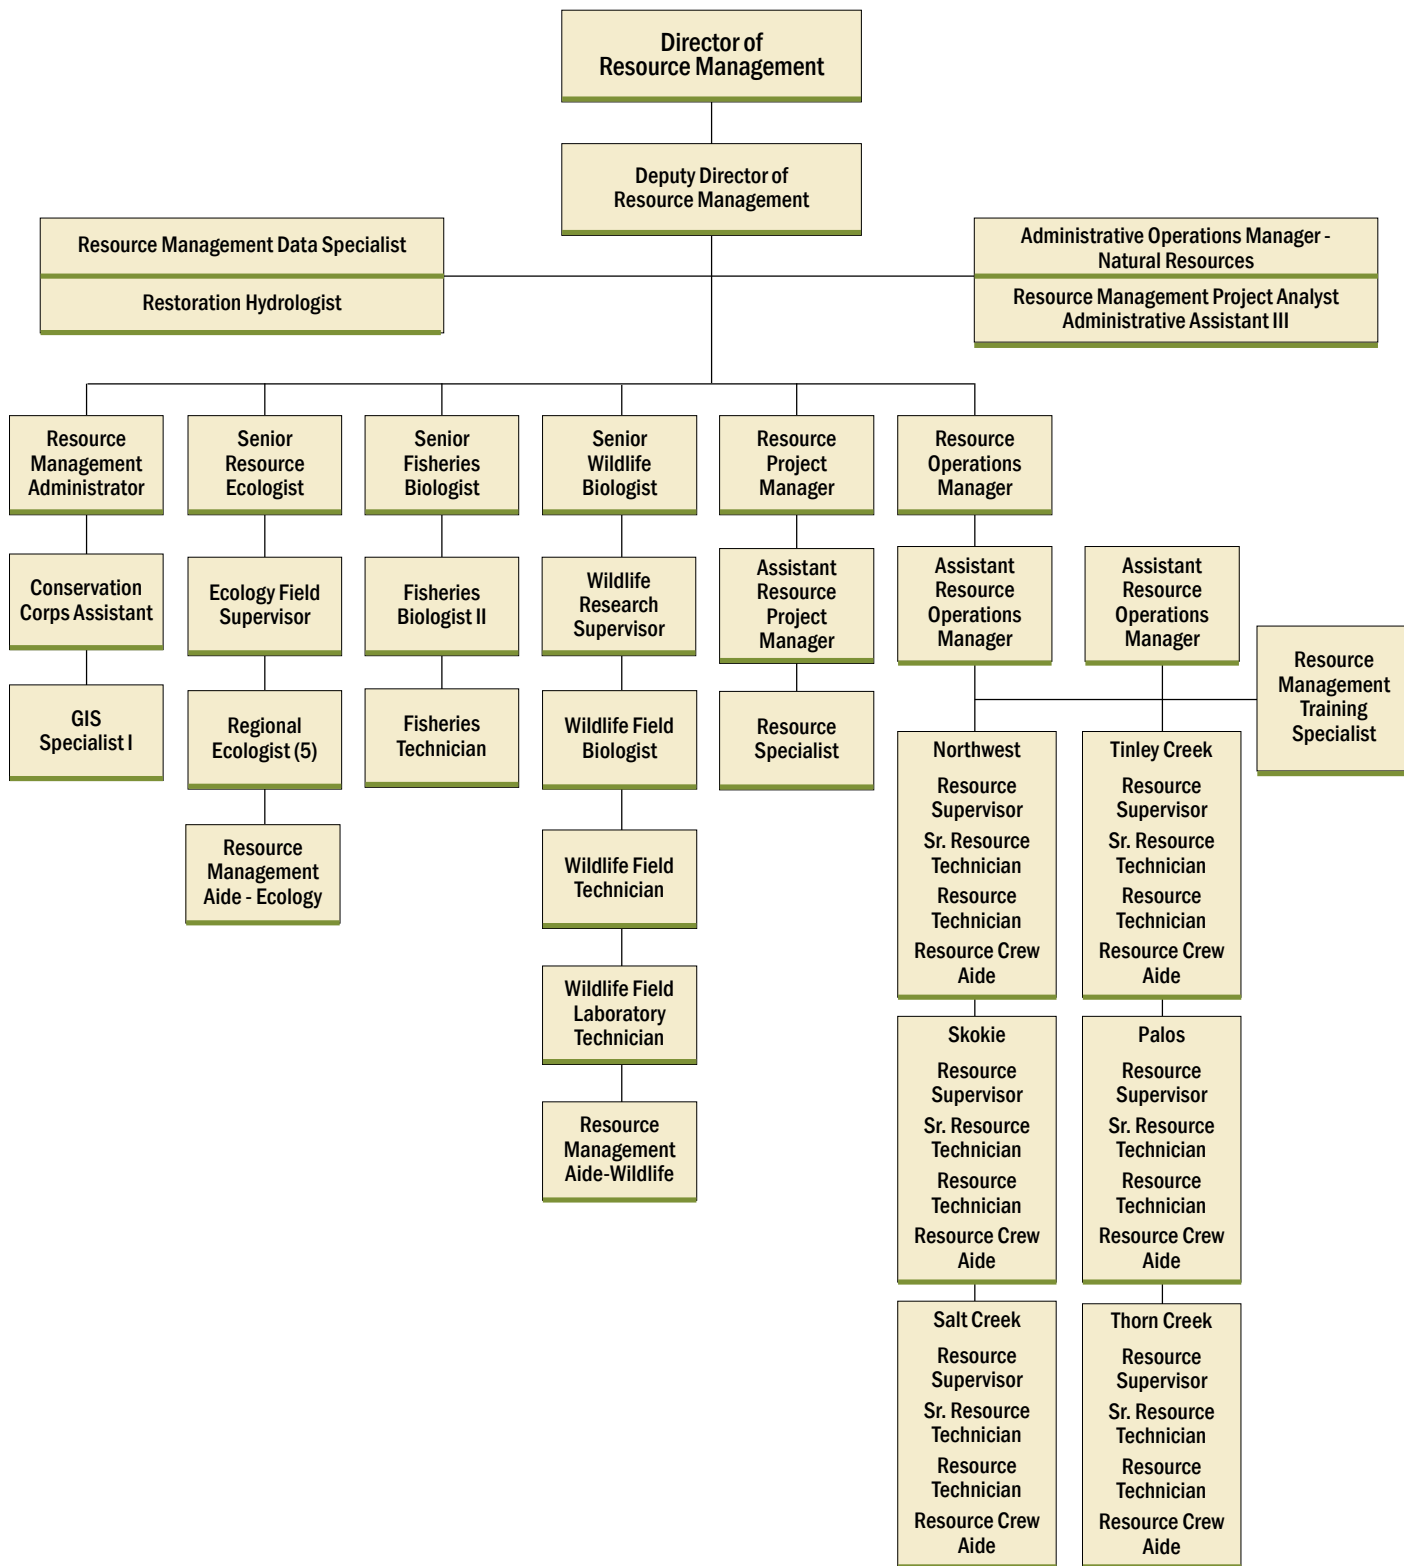 Director of
Resource Management
Deputy Director of
Resource Management
Resource Management Data Specialist
Restoration Hydrologist
Administrative Operations Manager -
Natural Resources
Resource Management Project Analyst
Administrative Assistant III
Resource
Management
Administrator
Senior
Resource
Ecologist
Senior
Fisheries
Biologist
Senior
Wildlife
Biologist
Resource
Project
Manager
Resource
Operations
Manager
Conservation
Corps Assistant
Ecology Field
Supervisor
Fisheries
Biologist II
Wildlife
Research
Supervisor
Assistant
Resource
Project
Manager
Assistant
Resource
Operations
Manager
Assistant
Resource
Operations
Manager
Resource
Management
Training
Specialist
GIS
Specialist I
Regional
Ecologist (5)
Fisheries
Technician
Wildlife Field
Biologist
Resource
Specialist
Resource
Management
Aide - Ecology
Wildlife Field
Technician
Wildlife Field
Laboratory
Technician
Resource
Management
Aide-Wildlife
Northwest
Resource
Supervisor
Sr. Resource
Technician
Resource
Technician
Resource Crew
Aide
Tinley Creek
Resource
Supervisor
Sr. Resource
Technician
Resource
Technician
Resource Crew
Aide
Skokie
Resource
Supervisor
Sr. Resource
Technician
Resource
Technician
Resource Crew
Aide
Palos
Resource
Supervisor
Sr. Resource
Technician
Resource
Technician
Resource Crew
Aide
Salt Creek
Resource
Supervisor
Sr. Resource
Technician
Resource
Technician
Resource Crew
Aide
Thorn Creek
Resource
Supervisor
Sr. Resource
Technician
Resource
Technician
Resource Crew
Aide